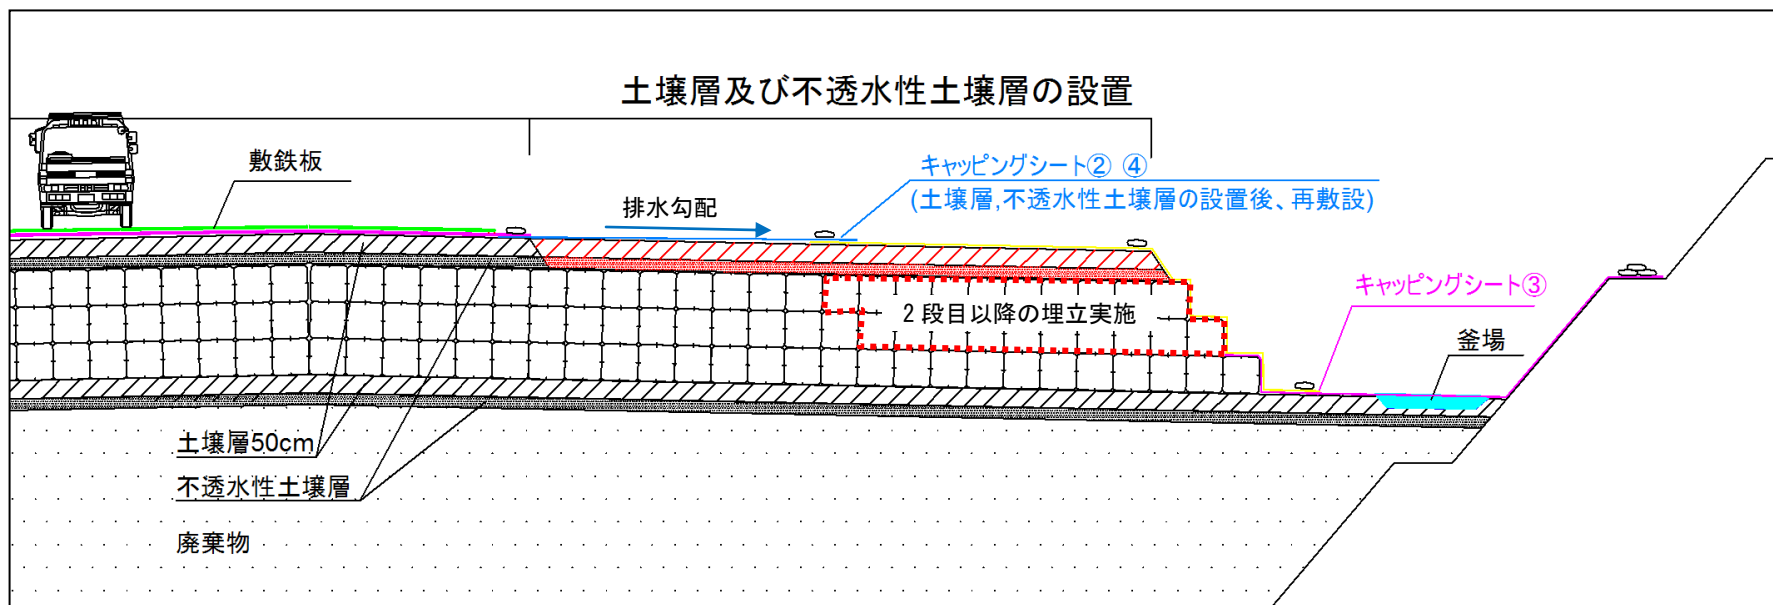 土壌層及び不透水性土壌層の設置
敷鉄板
キャッピングシート② ④
(土壌層,不透水性土壌層の設置後、再敷設)
排水勾配
キャッピングシート③
2段目以降の埋立実施
釜場
土壌層50cm
不透水性土壌層
廃棄物